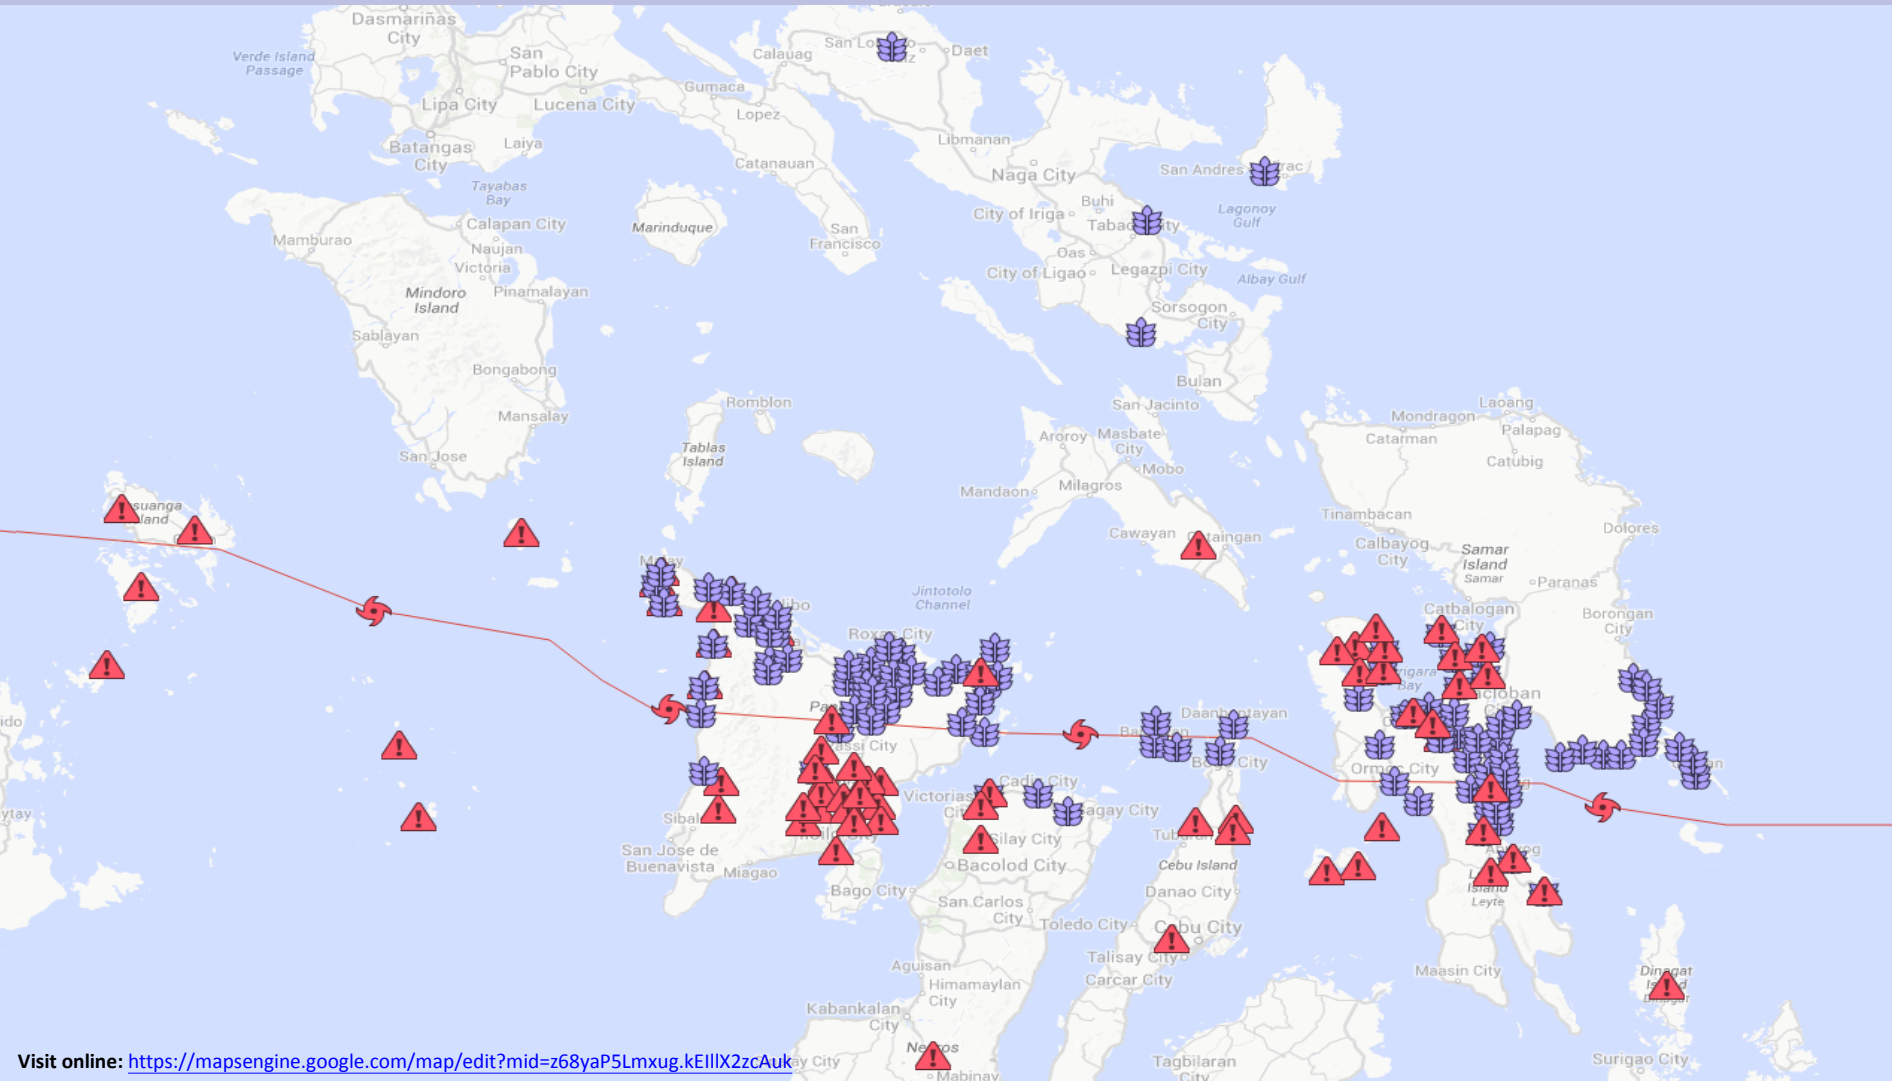 Dasmariñas
City
Verde Island
Passage
San
Pablo City
Calauag
Daet
Gumaca
Lipa City
Lucena City
Lopez
Batangas
City
Laiya
Libmanan
Catanauan
Naga City
San Andres
Tayabas
Bay
Buhi
City of Iriga
Lagonoy
Gulf
Calapan City
Marinduque
San
Francisco
Mamburao
Naujan
Victoria
Oas
City of Ligao
Legazpi City
Albay Gulf
Mindoro
Island
Pinamalayan
Sorsogon
City
Sablayan
Bongabong
Bulan
Romblon
San Jacinto
Laoang
Mansalay
Mondragon
Palapag
Catarman
Aroroy
Masbate
City
Tablas
Island
San Jose
Catubig
Mobo
Mandaon
Milagros
Tinambacan
Dolores
Cawayan
Calbayog
City
Samar
Island
Samar
Paranas
Jintotolo
Channel
Catbalogan
City
Borongan
City
Roxas City
Daanbantayan
Ormoc City
Silay City
Bacolod City
San Jose de
Buenavista
Miagao
Cebu Island
Bago City
Danao City
San Carlos
City
Leyte
Toledo City
Cebu City
Talisay City
Aguisan
Carcar City
Maasin City
Himamaylan
City
Dinagat
Kabankalan
City
Visit online: https://mapsengine.google.com/map/edit?mid=z68yaP5Lmxug.kEIllX2zcAuk
Mabinay
Tagbilaran
City
Surigao City